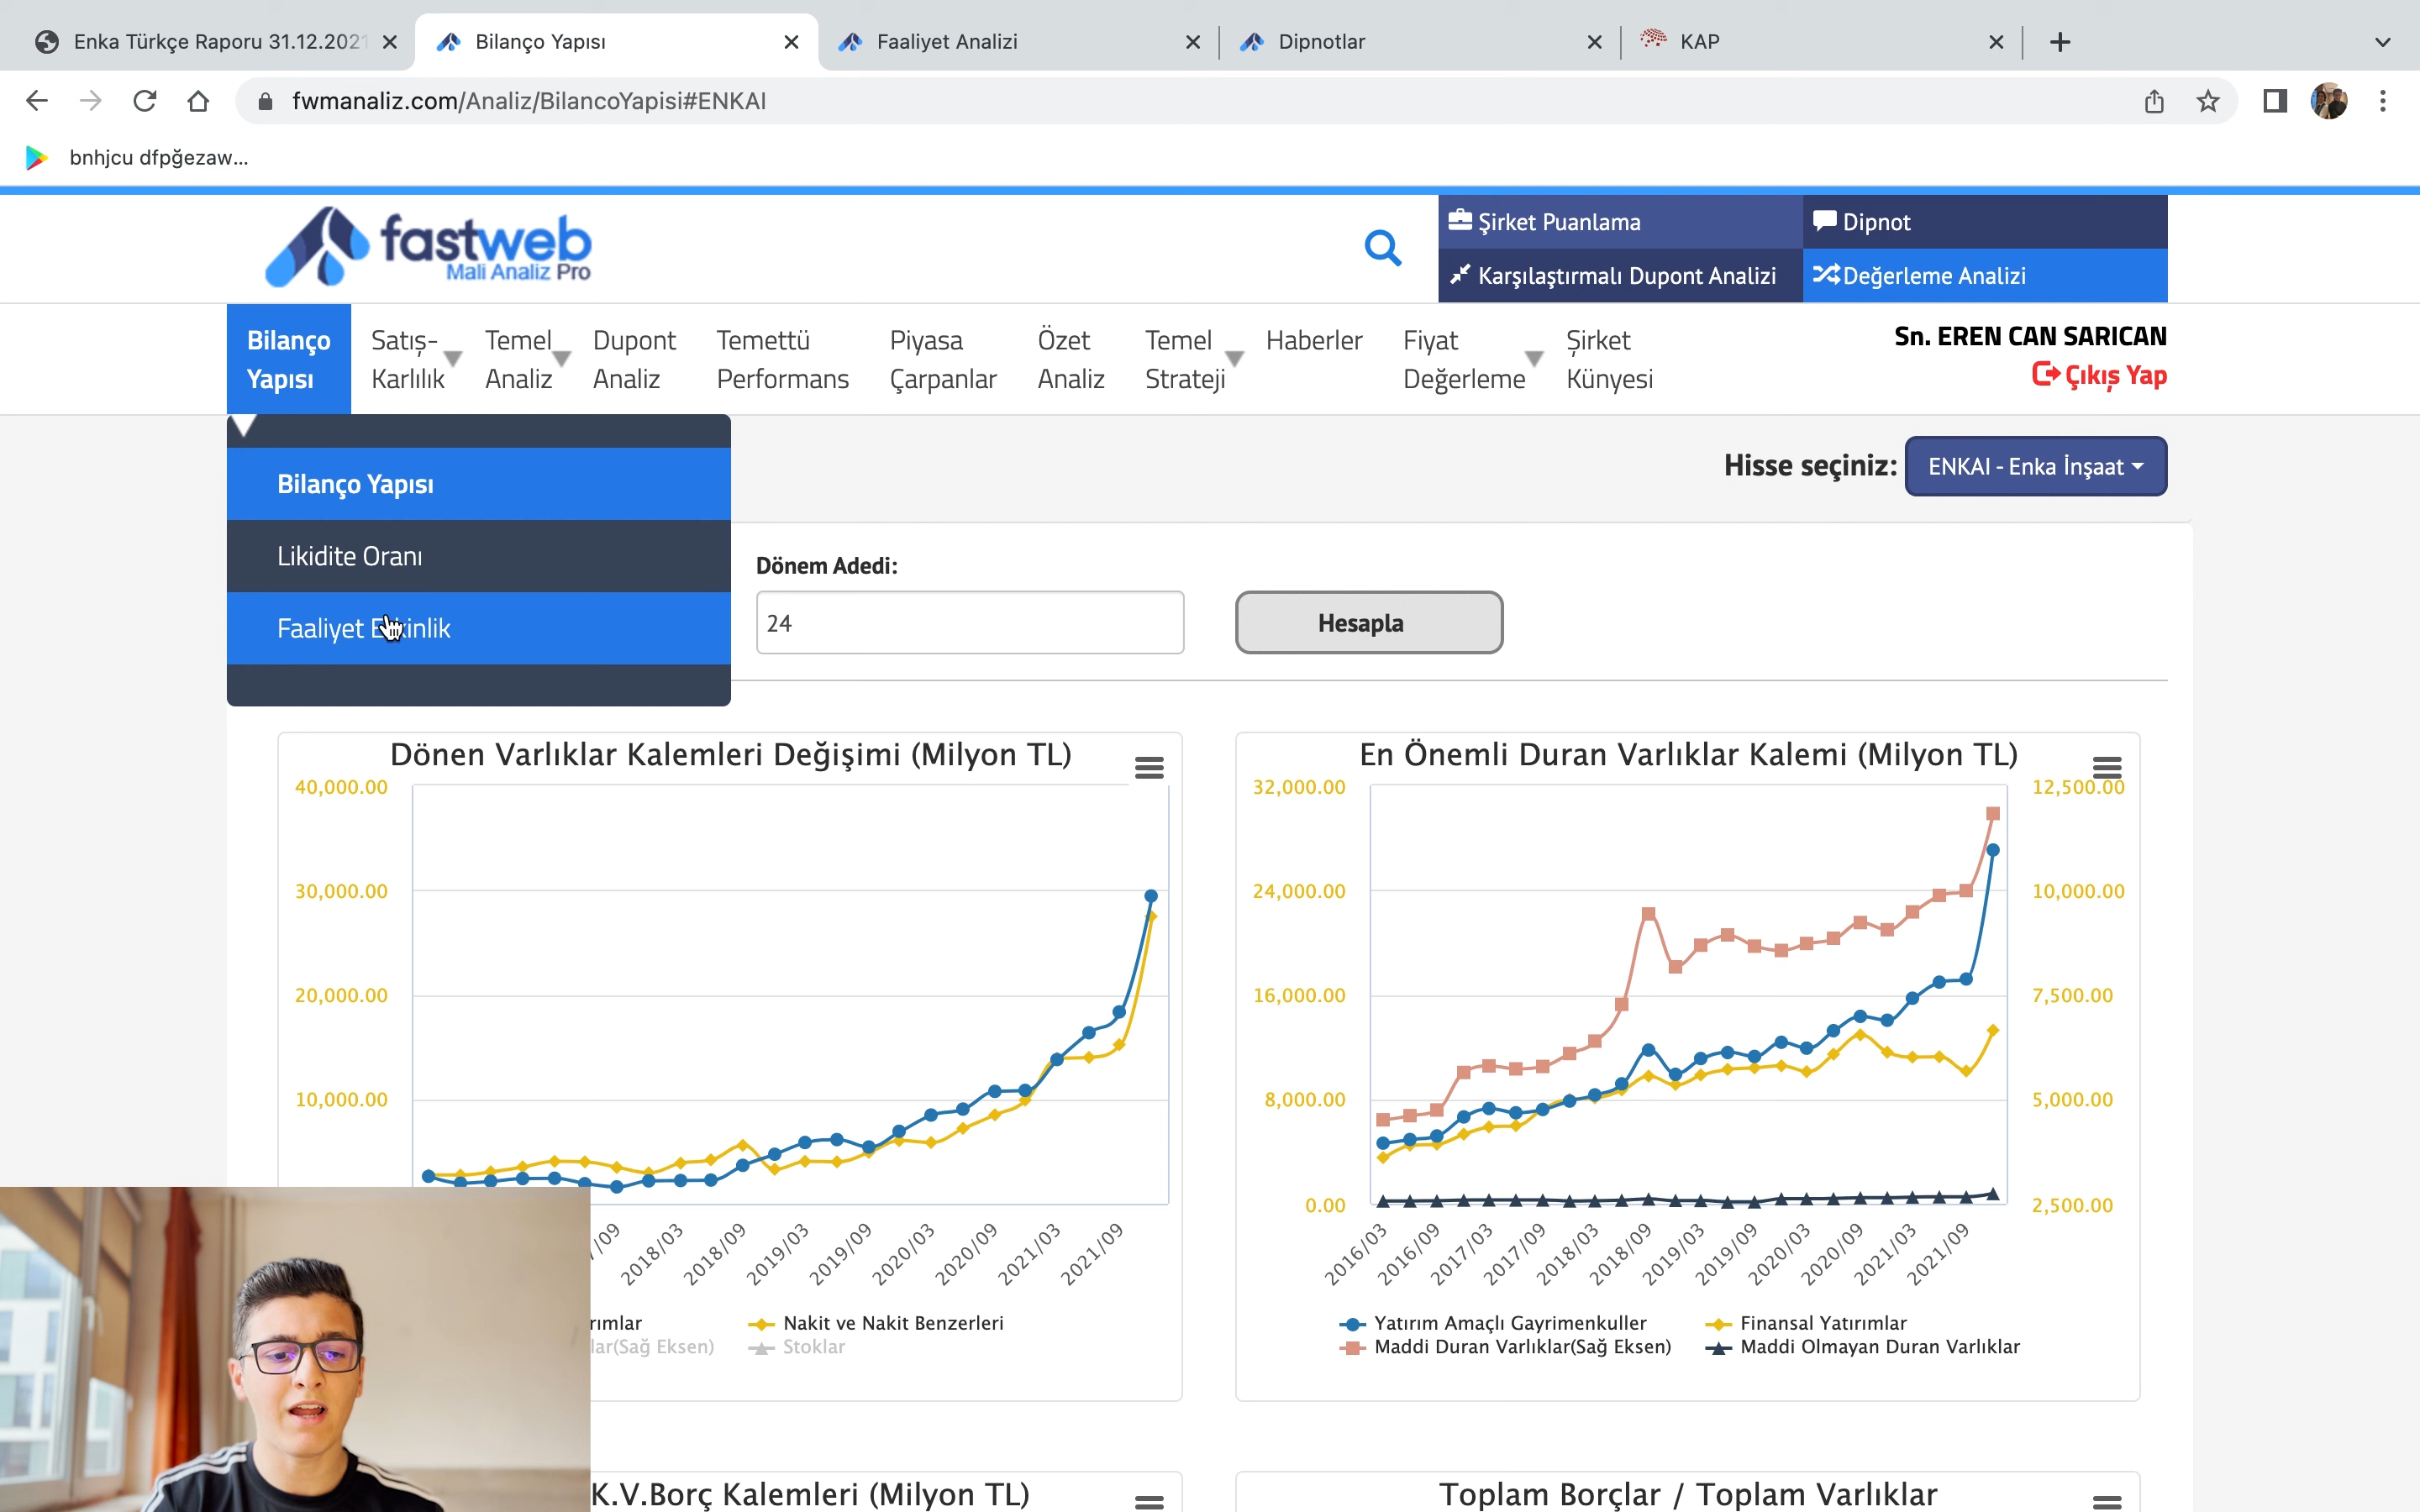 Enka Türkçe Raporu 31.12.2021
Bilanço Yapısı
Faaliyet Analizi
Dipnotlar
KAP
fwmanaliz.com/Analiz/BilancoYapisi#ENKAI
bnhjcu dfpğezaw...
fastweb
Mali Analiz Pro
Şirket Puanlama
Dipnot
Karşılaştırmalı Dupont Analizi
Değerleme Analizi
Bilanço Yapısı
Satış-Karlılık
Temel Analiz
Dupont Analiz
Temettü Performans
Piyasa Çarpanlar
Özet Analiz
Temel Strateji
Haberler
Fiyat Değerleme
Şirket Künyesi
Sn. EREN CAN SARICAN
Çıkış Yap
Bilanço Yapısı
Likidite Oranı
Faaliyet Etkinlik
Hisse seçiniz: ENKAI - Enka İnşaat
Dönem Adedi:
24
Hesapla
Dönen Varlıklar Kalemleri Değişimi (Milyon TL)
40,000.00
30,000.00
20,000.00
10,000.00
2018/03 2018/09 2019/03 2019/09 2020/03 2020/09 2021/03 2021/09
Nakit ve Nakit Benzerleri
lar(Sağ Eksen) Stoklar
En Önemli Duran Varlıklar Kalemi (Milyon TL)
32,000.00 12,500.00
24,000.00 10,000.00
16,000.00 7,500.00
8,000.00 5,000.00
0.00 2,500.00
2016/03 2016/09 2017/03 2017/09 2018/03 2018/09 2019/03 2019/09 2020/03 2020/09 2021/03 2021/09
Yatırım Amaçlı Gayrimenkuller Finansal Yatırımlar
Maddi Duran Varlıklar(Sağ Eksen) Maddi Olmayan Duran Varlıklar
K.V.Borç Kalemleri (Milyon TL)
Toplam Borçlar / Toplam Varlıklar